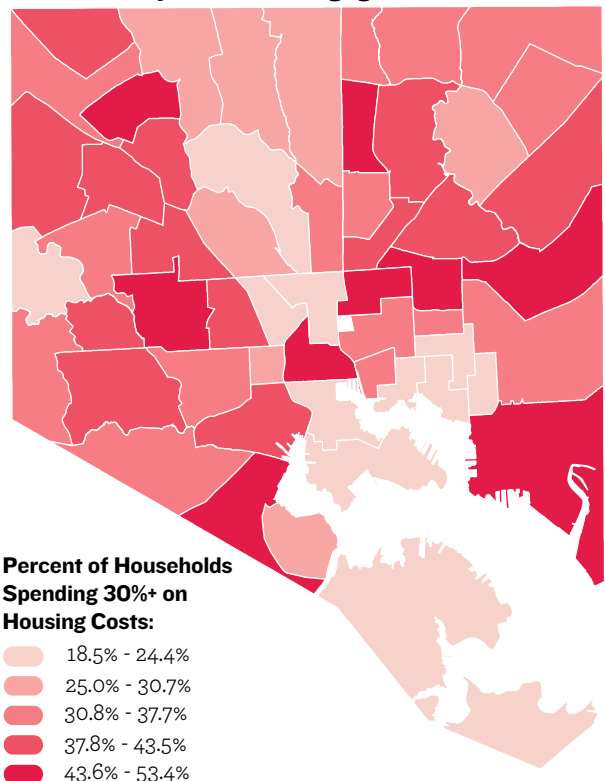 Percent of Households
Spending 30%+ on
Housing Costs:
18.5% - 24.4%
25.0% - 30.7%
30.8% - 37.7%
37.8% - 43.5%
43.6% - 53.4%